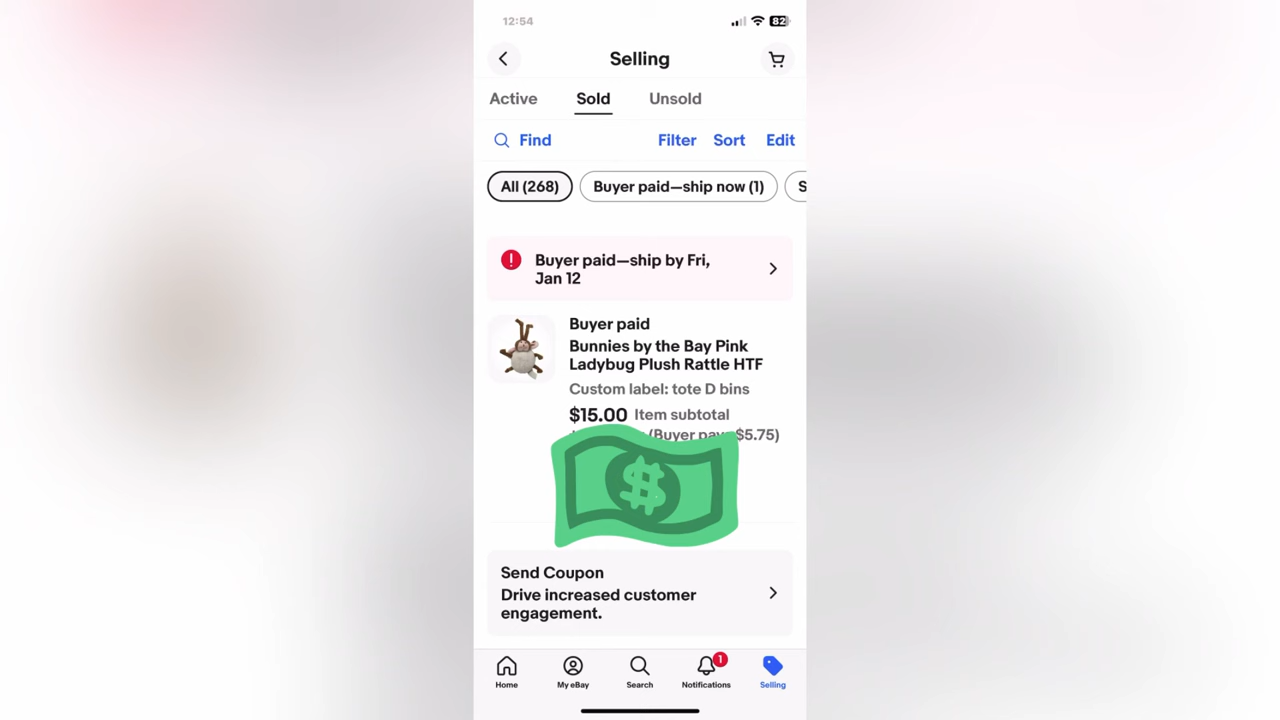 12:54
82
Selling
Active Sold Unsold
Find Filter Sort Edit
All (268) Buyer paid—ship now (1) S
Buyer paid—ship by Fri,
Jan 12
Buyer paid
Bunnies by the Bay Pink
Ladybug Plush Rattle HTF
Custom label: tote D bins
$15.00 Item subtotal
(Buyer $5.75)
$
Send Coupon
Drive increased customer
engagement.
1
Home My eBay Search Notifications Selling